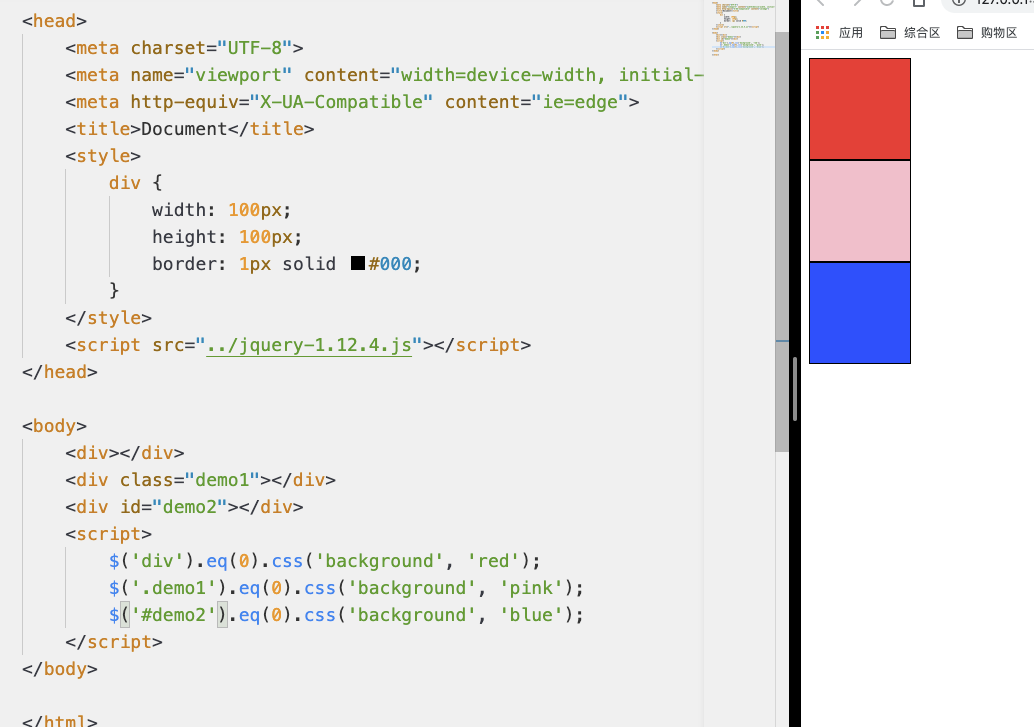 <head>
<meta charset="UTF-8">
<meta name="viewport" content="width=device-width, initial-
<meta http-equiv="X-UA-Compatible" content="ie=edge">
<title>Document</title>
<style>
div {
width: 100px;
height: 100px;
border: 1px solid #000;
}
</style>
<script src="../jquery-1.12.4.js"></script>
</head>
<body>
<div></div>
<div class="demo1"></div>
<div id="demo2"></div>
<script>
$('div').eq(0).css('background', 'red');
$('.demo1').eq(0).css('background', 'pink');
$('#demo2').eq(0).css('background', 'blue');
</script>
</body>
</html>
应用 综合区 购物区